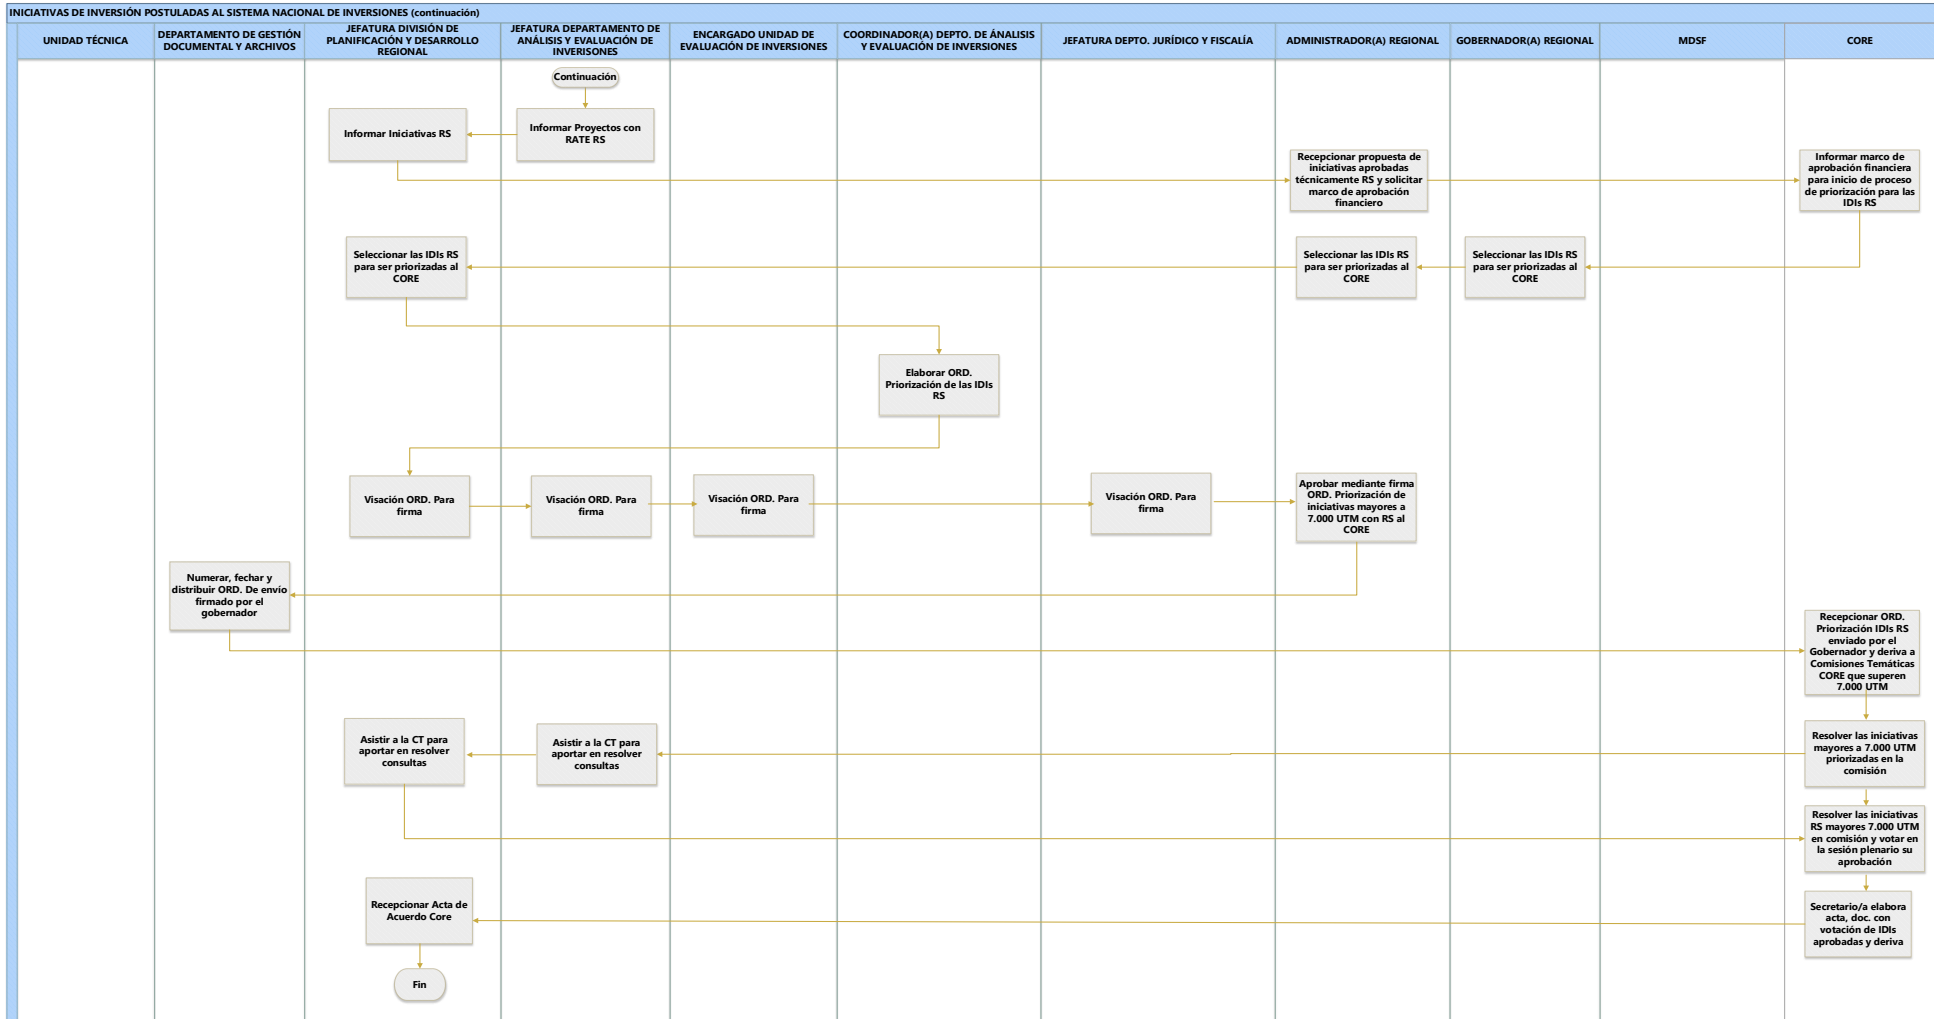 INICIATIVAS DE INVERSIÓN POSTULADAS AL SISTEMA NACIONAL DE INVERSIONES (continuación)
UNIDAD TÉCNICA
DEPARTAMENTO DE GESTIÓN
DOCUMENTAL Y ARCHIVOS
JEFATURA DIVISIÓN DE
PLANIFICACIÓN Y DESARROLLO
REGIONAL
JEFATURA DEPARTAMENTO DE
ANÁLISIS Y EVALUACIÓN DE
INVERISONES
ENCARGADO UNIDAD DE
EVALUACIÓN DE INVERSIONES
COORDINADOR(A) DEPTO. DE ÁNALISIS
Y EVALUACIÓN DE INVERSIONES
JEFATURA DEPTO. JURÍDICO Y FISCALÍA
ADMINISTRADOR(A) REGIONAL
GOBERNADOR(A) REGIONAL
MDSF
CORE
Continuación
Informar Iniciativas RS
Informar Proyectos con
RATE RS
Recepcionar propuesta de
iniciativas aprobadas
técnicamente RS y solicitar
marco de aprobación
financiero
Informar marco de
aprobación financiera
para inicio de proceso
de priorización para las
IDIs RS
Seleccionar las IDIs RS
para ser priorizadas al
CORE
Seleccionar las IDIs RS
para ser priorizadas al
CORE
Seleccionar las IDIs RS
para ser priorizadas al
CORE
Elaborar ORD.
Priorización de las IDIs
RS
Visación ORD. Para
firma
Visación ORD. Para
firma
Visación ORD. Para
firma
Visación ORD. Para
firma
Aprobar mediante firma
ORD. Priorización de
iniciativas mayores a
7.000 UTM con RS al
CORE
Numerar, fechar y
distribuir ORD. De envío
firmado por el
gobernador
Recepcionar ORD.
Priorización IDIs RS
enviado por el
Gobernador y deriva a
Comisiones Temáticas
CORE que superen
7.000 UTM
Asistir a la CT para
aportar en resolver
consultas
Asistir a la CT para
aportar en resolver
consultas
Resolver las iniciativas
mayores a 7.000 UTM
priorizadas en la
comisión
Resolver las iniciativas
RS mayores 7.000 UTM
en comisión y votar en
la sesión plenario su
aprobación
Recepcionar Acta de
Acuerdo Core
Secretario/a elabora
acta, doc. con
votación de IDIs
aprobadas y deriva
Fin